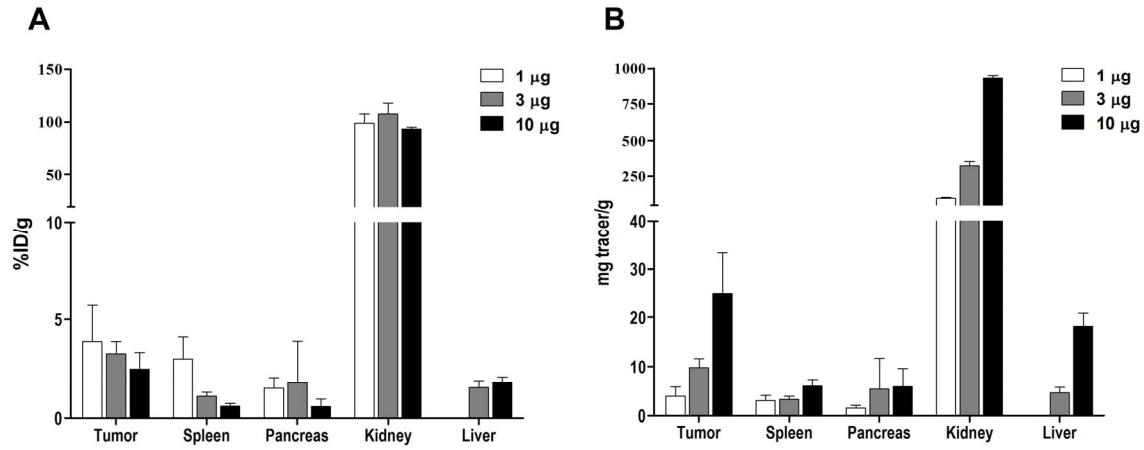 A
%ID/g
150
100
50
10
5
0
1 μg
3 μg
10 μg
Tumor
Spleen
Pancreas
Kidney
Liver
B
mg tracer/g
1000
750
500
250
40
30
20
10
0
1 μg
3 μg
10 μg
Tumor
Spleen
Pancreas
Kidney
Liver